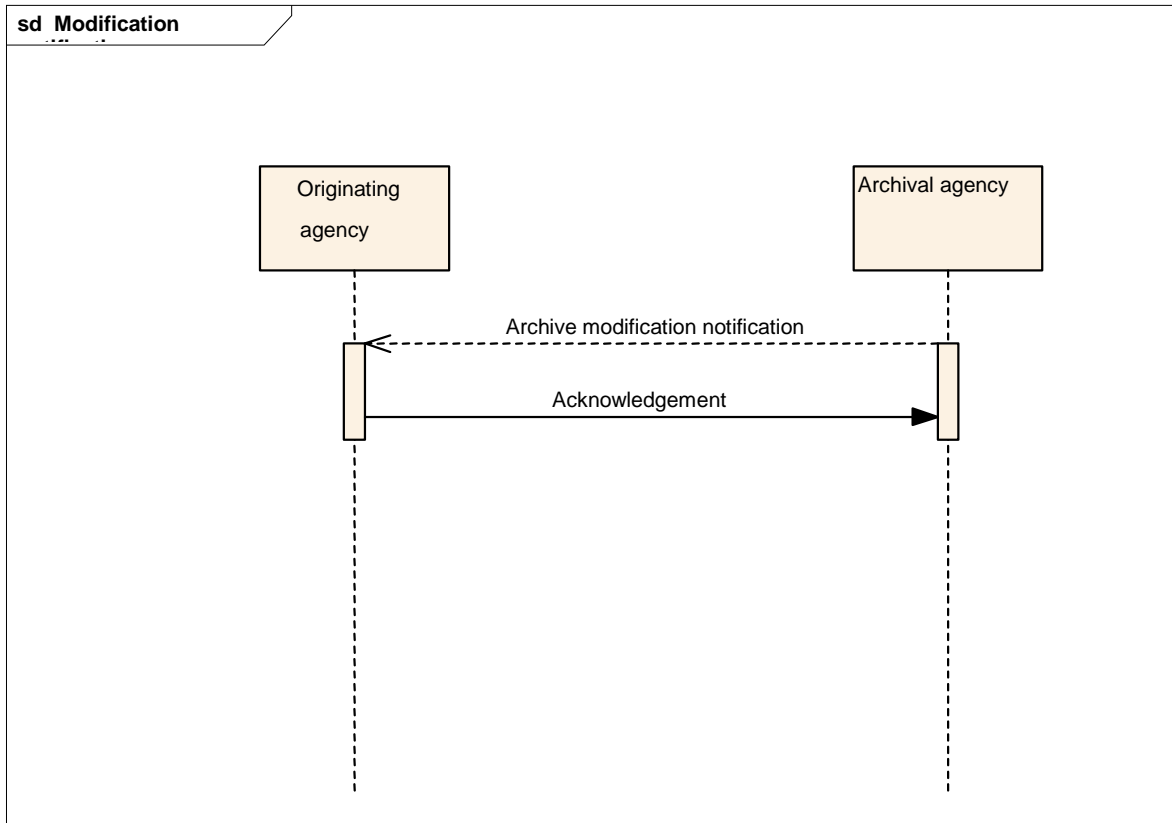 sd Modification
Originating
agency
Archival agency
Archive modification notification
Acknowledgement